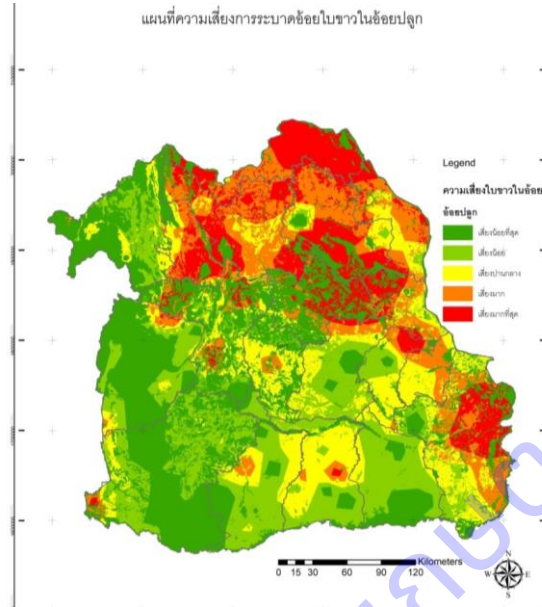 แผนที่ความเสี่ยงการระบาดอ้อยใบขาวในอ้อยปลูก
Legend
ความเสี่ยงใบขาวในอ้อย
อ้อยปลูก
เสี่ยงน้อยที่สุด
เสี่ยงน้อย
เสี่ยงปานกลาง
เสี่ยงมาก
เสี่ยงมากที่สุด
Kilometers
0 15 30 60 90 120
N
W E
S